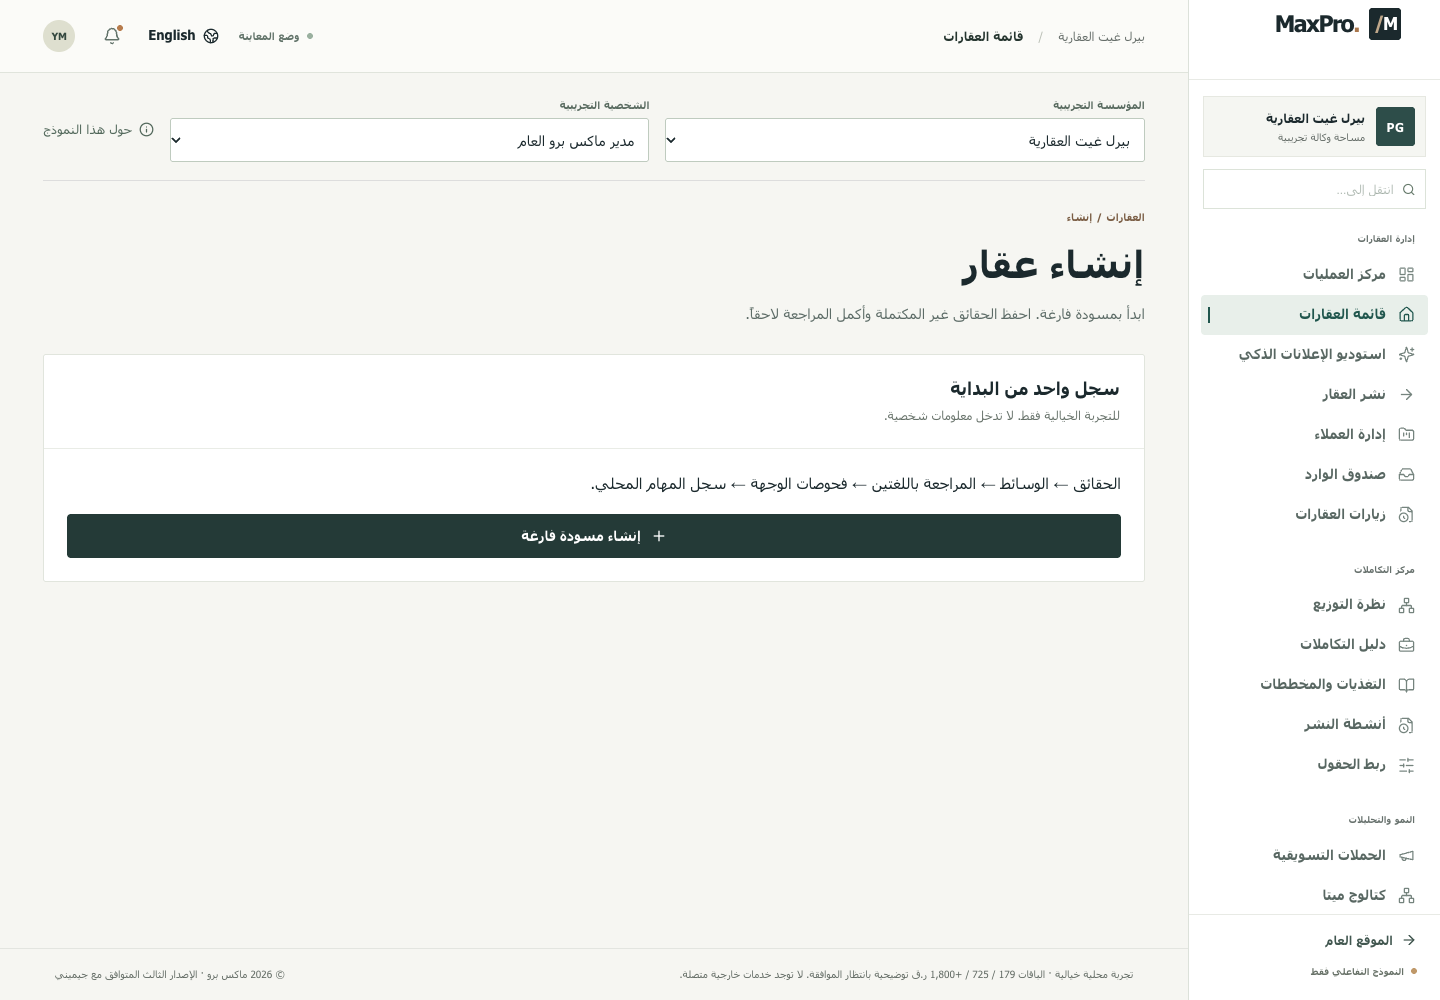 MaxPro.
/M
PG
بيرل غيت العقارية
مساحة وكالة تجريبية
انتقل إلى...
إدارة العقارات
مركز العمليات
قائمة العقارات
استوديو الإعلانات الذكي
نشر العقار
إدارة العملاء
صندوق الوارد
زيارات العقارات
مركز التكاملات
نظرة التوزيع
دليل التكاملات
التغذيات والمخططات
أنشطة النشر
ربط الحقول
النمو والتحليلات
الحملات التسويقية
كتالوج ميتا
الموقع العام
النموذج التفاعلي فقط
بيرل غيت العقارية / قائمة العقارات
وضع المعاينة
English
YM
المؤسسة التجريبية
بيرل غيت العقارية
الشخصية التجريبية
مدير ماكس برو العام
حول هذا النموذج
العقارات / إنشاء
إنشاء عقار
ابدأ بمسودة فارغة. احفظ الحقائق غير المكتملة وأكمل المراجعة لاحقاً.
سجل واحد من البداية
للتجربة الخيالية فقط. لا تدخل معلومات شخصية.
الحقائق ← الوسائط ← المراجعة باللغتين ← فحوصات الوجهة ← سجل المهام المحلي.
إنشاء مسودة فارغة
تجربة محلية خيالية · الباقات 179 / 725 / +1,800 ر.ق توضيحية بانتظار الموافقة. لا توجد خدمات خارجية متصلة.
© 2026 ماكس برو · الإصدار الثالث المتوافق مع جيميني